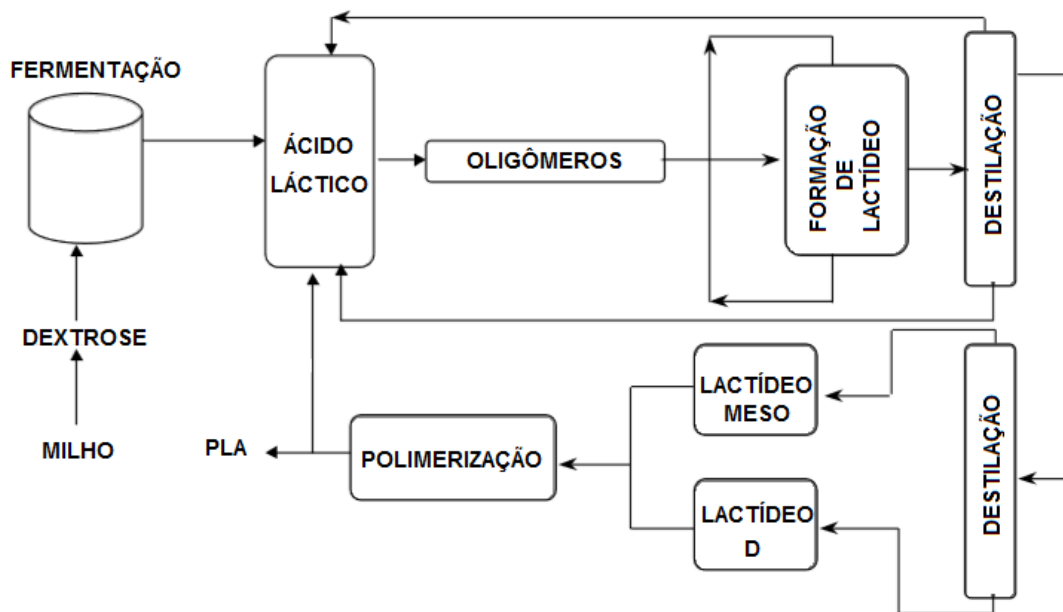 FERMENTAÇÃO
DEXTROSE
MILHO
ÁCIDO
LÁCTICO
OLIGÔMEROS
FORMAÇÃO
DE
LACTÍDEO
DESTILAÇÃO
DESTILAÇÃO
LACTÍDEO
MESO
LACTÍDEO
D
POLIMERIZAÇÃO
PLA